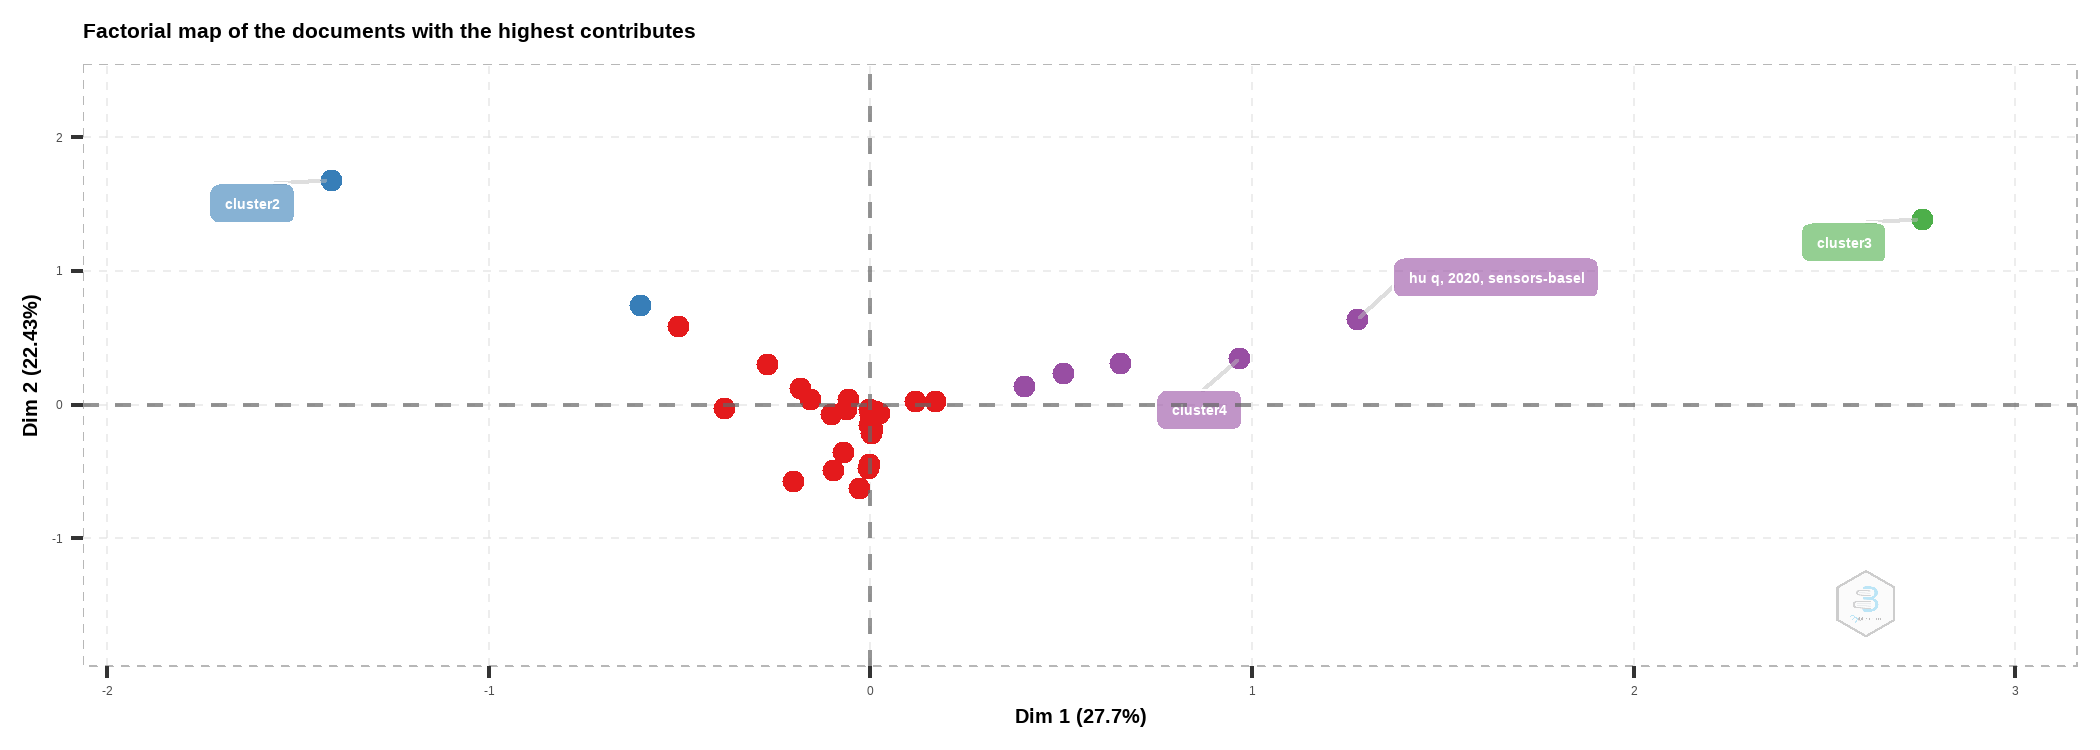 Factorial map of the documents with the highest contributes
Dim 2 (22.43%)
2
1
0
-1
cluster2
cluster3
hu q, 2020, sensors-basel
cluster4
-2
-1
0
1
2
3
Dim 1 (27.7%)